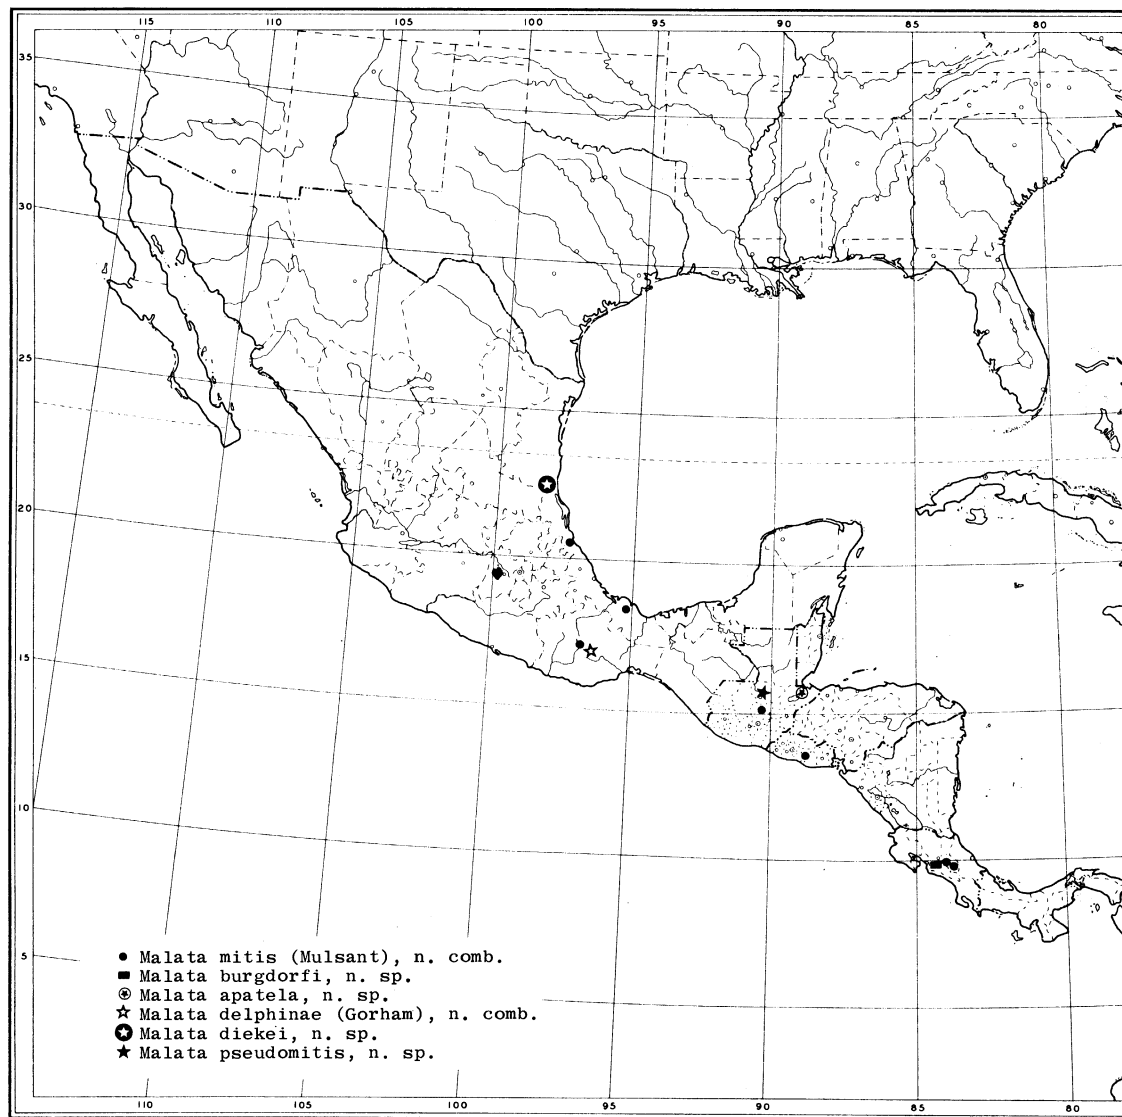 115 110 105 100 95 90 85 80
35
30
25
20
15
10
5
Malata mitis (Mulsant), n. comb.
Malata burgdorfi, n. sp.
Malata apatela, n. sp.
Malata delphinae (Gorham), n. comb.
Malata diekei, n. sp.
Malata pseudomitis, n. sp.
110 105 100 95 90 85 80